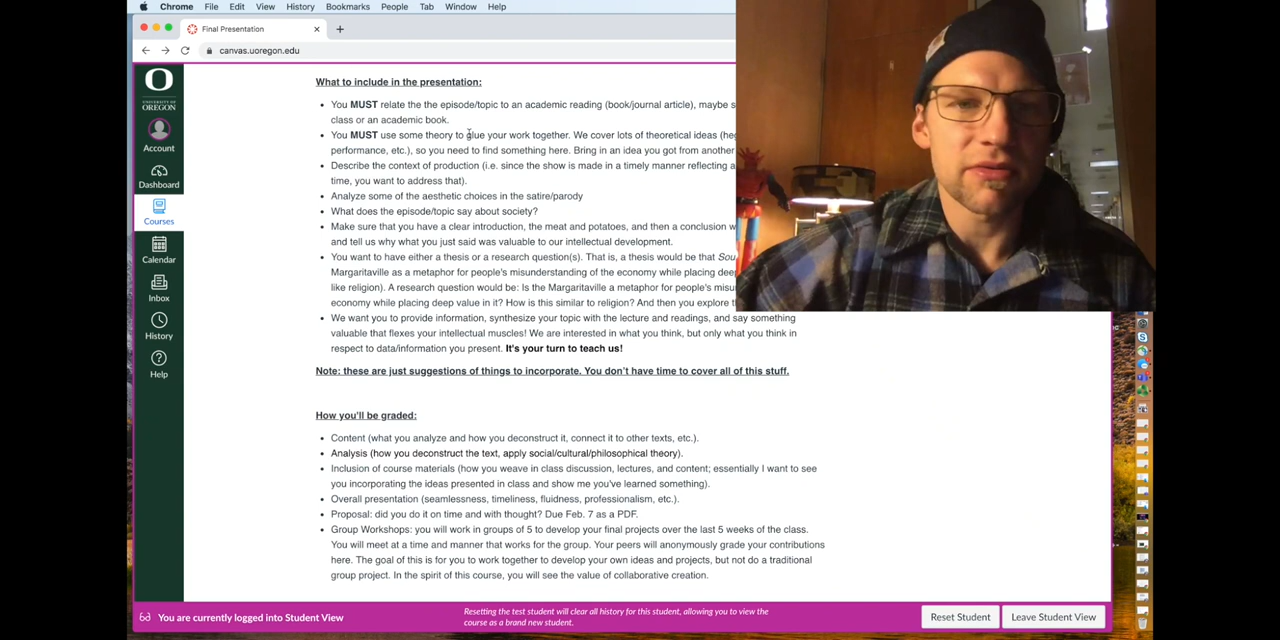 Chrome File Edit View History Bookmarks People Tab Window Help
Final Presentation
canvas.uoregon.edu
O
UNIVERSITY OF
OREGON
Account
Dashboard
Courses
Calendar
Inbox
History
Help
What to include in the presentation:
You MUST relate the the episode/topic to an academic reading (book/journal article), maybe
class or an academic book.
You MUST use some theory to glue your work together. We cover lots of theoretical ideas
performance, etc.), so you need to find something here. Bring in an idea you got from another
Describe the context of production (i.e. since the show is made in a timely manner reflecting
time, you want to address that).
Analyze some of the aesthetic choices in the satire/parody
What does the episode/topic say about society?
Make sure that you have a clear introduction, the meat and potatoes, and then a conclusion
and tell us why what you just said was valuable to our intellectual development.
You want to have either a thesis or a research question(s). That is, a thesis would be that
Margaritaville as a metaphor for people's misunderstanding of the economy while placing
like religion). A research question would be: Is the Margaritaville a metaphor for people's
economy while placing deep value in it? How is this similar to religion? And then you explore
We want you to provide information, synthesize your topic with the lecture and readings, and say something
valuable that flexes your intellectual muscles! We are interested in what you think, but only what you think in
respect to data/information you present. It's your turn to teach us!
Note: these are just suggestions of things to incorporate. You don't have time to cover all of this stuff.
How you'll be graded:
Content (what you analyze and how you deconstruct it, connect it to other texts, etc.).
Analysis (how you deconstruct the text, apply social/cultural/philosophical theory).
Inclusion of course materials (how you weave in class discussion, lectures, and content; essentially I want to see
you incorporating the ideas presented in class and show me you've learned something).
Overall presentation (seamlessness, timeliness, fluidness, professionalism, etc.).
Proposal: did you do it on time and with thought? Due Feb. 7 as a PDF.
Group Workshops: you will work in groups of 5 to develop your final projects over the last 5 weeks of the class.
You will meet at a time and manner that works for the group. Your peers will anonymously grade your contributions
here. The goal of this is for you to work together to develop your own ideas and projects, but not do a traditional
group project. In the spirit of this course, you will see the value of collaborative creation.
You are currently logged into Student View
Resetting the test student will clear all history for this student, allowing you to view the
course as a brand new student.
Reset Student
Leave Student View